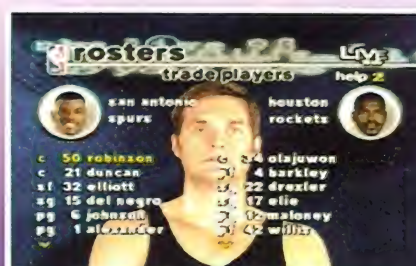 rosters
LIVE
trade players
help Z
san antonio houston
spurs rockets
c 50 robinson 34 olajuwon
c 21 duncan 4 barkley
sf 32 elliott 22 drexler
sg 15 del negro 17 elie
pg 6 johnson 12 maloney
pg 1 alexander 42 willis